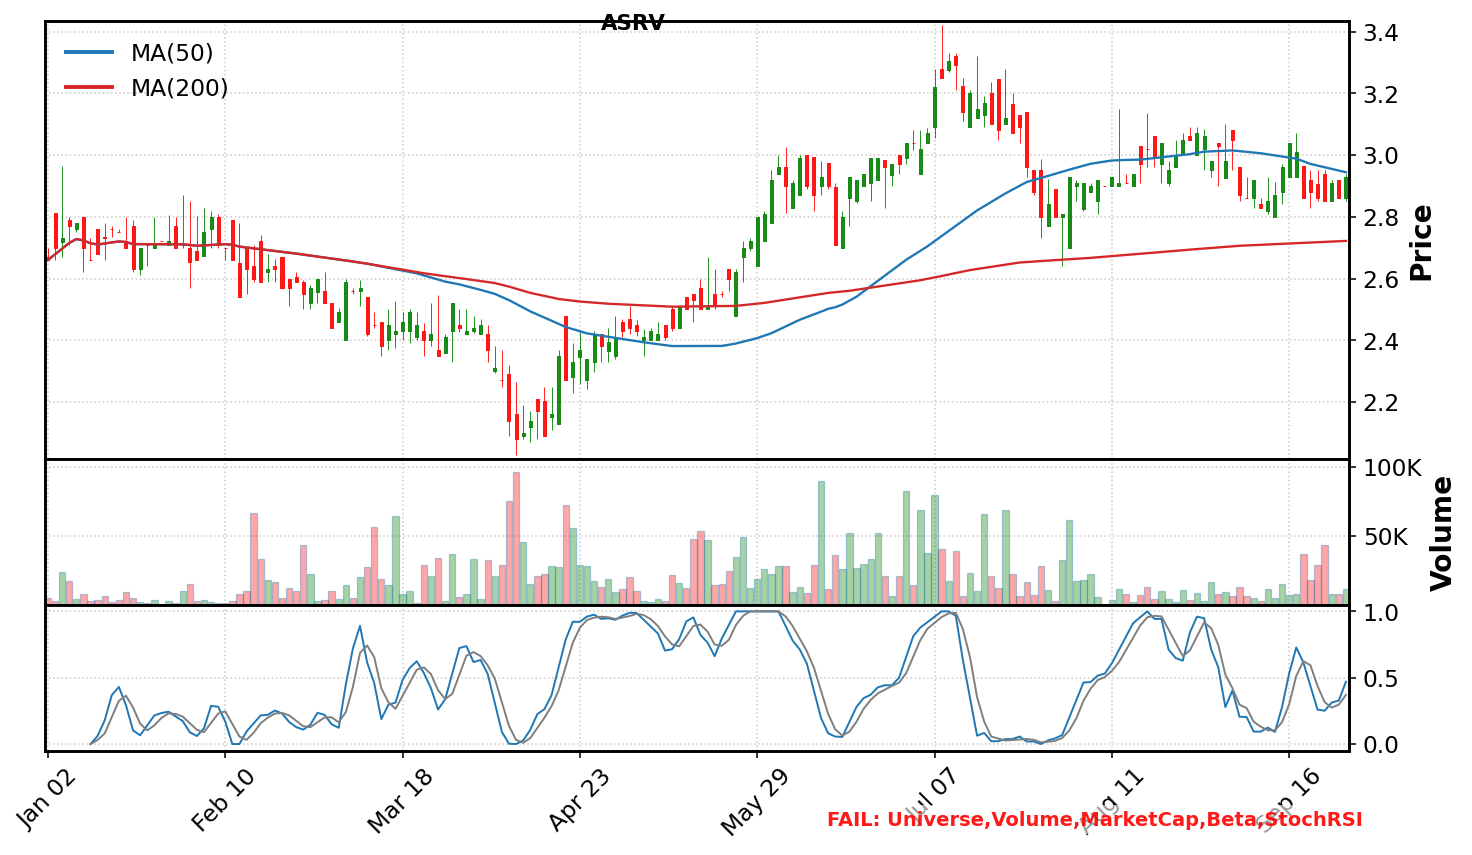 ASRV
MA(50)
MA(200)
3.4
3.2
3.0
2.8
2.6
2.4
2.2
Price
100K
50K
Volume
1.0
0.5
0.0
Jan 02
Feb 10
Mar 18
Apr 23
May 29
Jul 07
Aug 11
Sep 16
FAIL: Universe,Volume,MarketCap,Beta,StochRSI